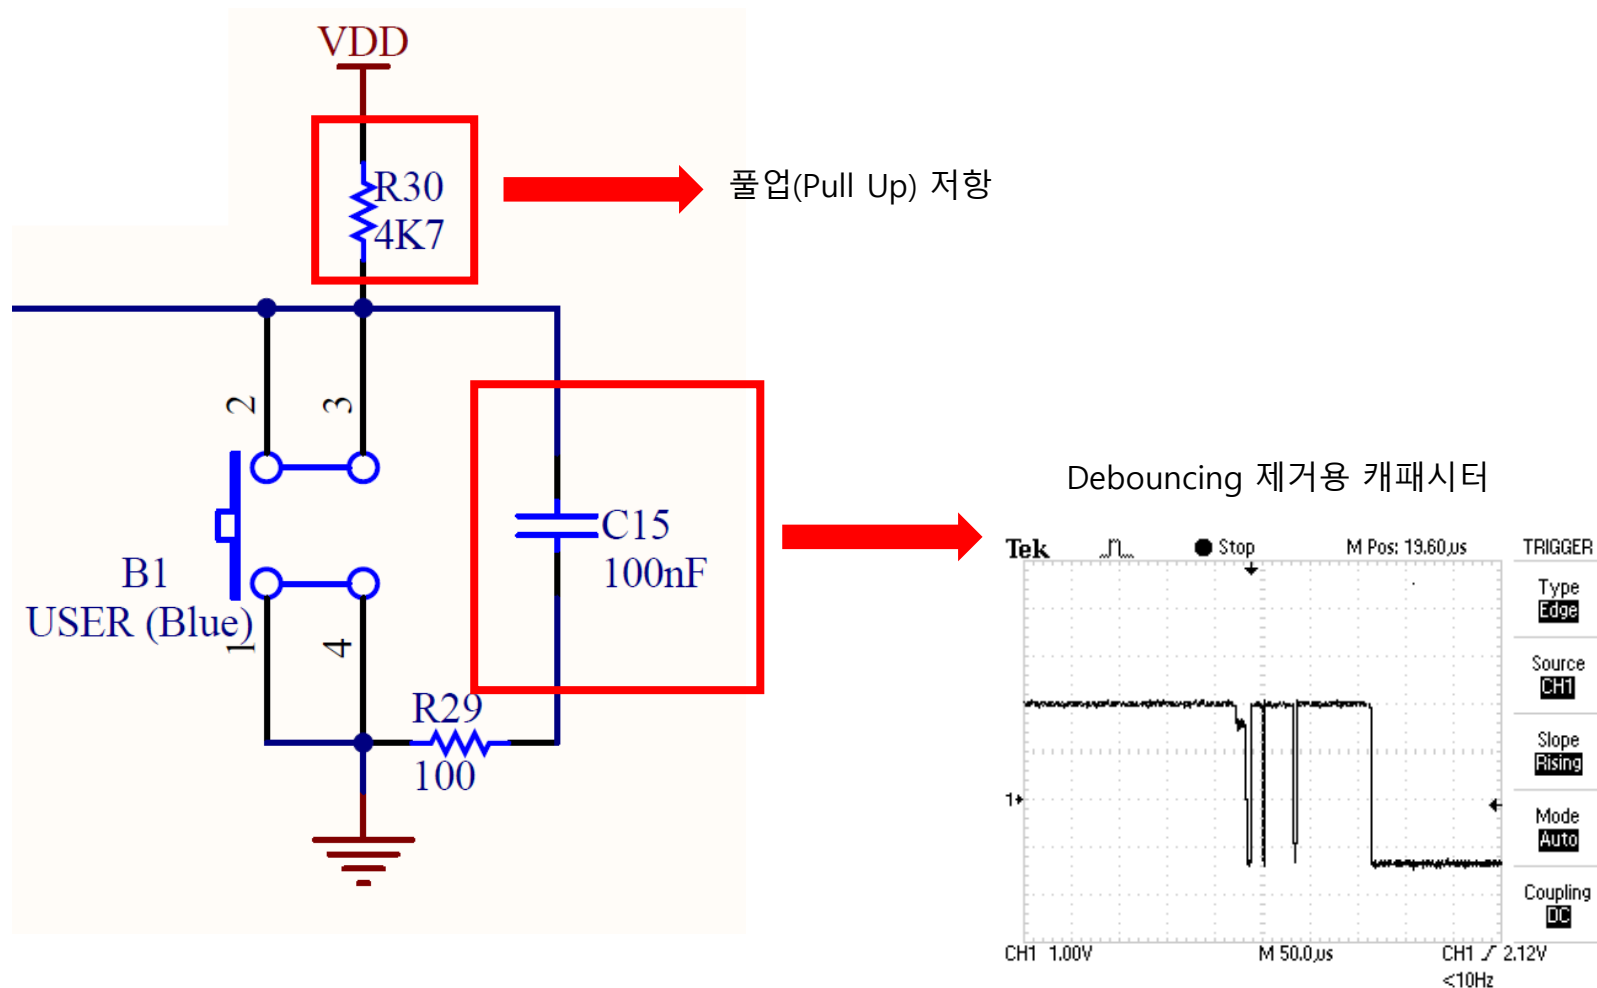 VDD
R30
4K7
풀업(Pull Up) 저항
2
3
C15
100nF
B1
USER (Blue)
1
4
R29
100
Debouncing 제거용 캐패시터
Tek
Stop
M Pos: 19.60µs
TRIGGER
Type
Edge
Source
CH1
Slope
Rising
1
Mode
Auto
Coupling
DC
CH1 1.00V
M 50.0µs
CH1
2.12V
<10Hz